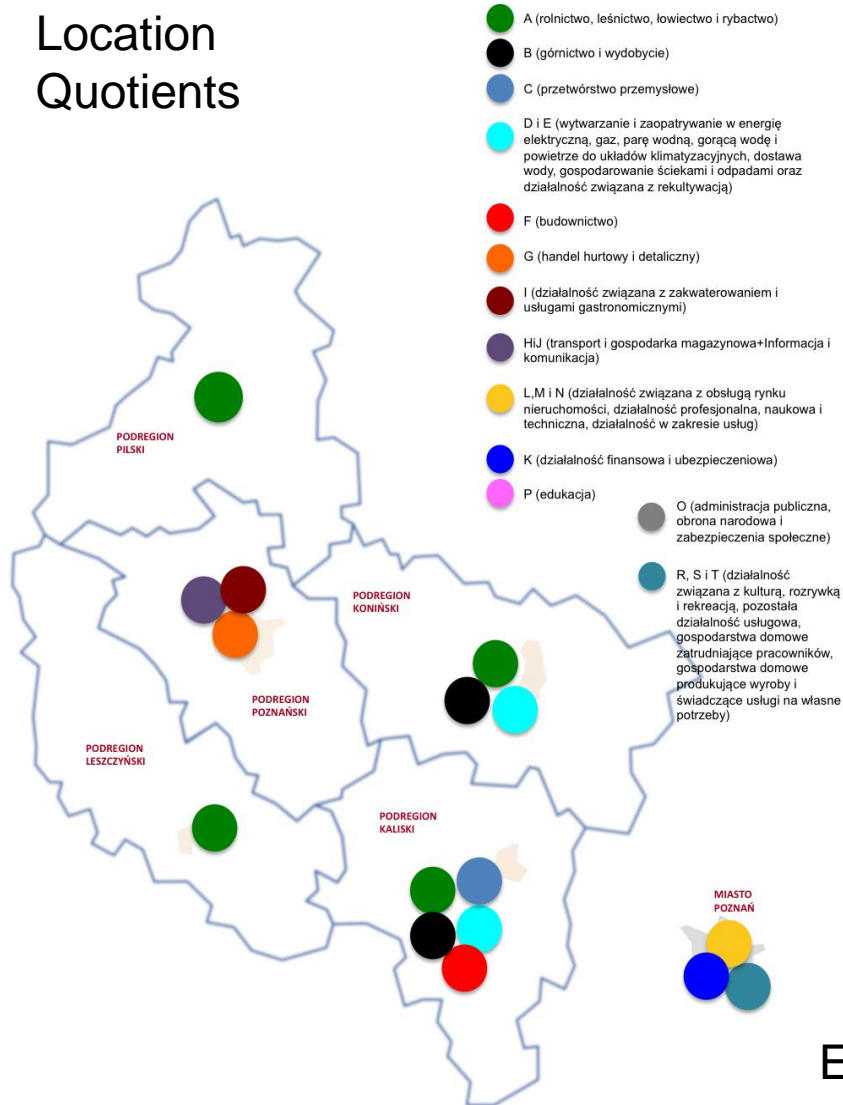 Location
Quotients
A (rolnictwo, leśnictwo, łowiectwo i rybactwo)
B (górnictwo i wydobycie)
C (przetwórstwo przemysłowe)
D i E (wytwarzanie i zaopatrywanie w energię
elektryczną, gaz, parę wodną, gorącą wodę i
powietrze do układów klimatyzacyjnych, dostawa
wody, gospodarowanie ściekami i odpadami oraz
działalność związana z rekultywacją)
F (budownictwo)
G (handel hurtowy i detaliczny)
I (działalność związana z zakwaterowaniem i
usługami gastronomicznymi)
HiJ (transport i gospodarka magazynowa+Informacja i
komunikacja)
L,M i N (działalność związana z obsługą rynku
nieruchomości, działalność profesjonalna, naukowa i
techniczna, działalność w zakresie usług)
K (działalność finansowa i ubezpieczeniowa)
P (edukacja)
O (administracja publiczna,
obrona narodowa i
zabezpieczenia społeczne)
R, S i T (działalność
związana z kulturą, rozrywką
i rekreacją, pozostała
działalność usługowa,
gospodarstwa domowe
zatrudniające pracowników,
gospodarstwa domowe
produkujące wyroby i
świadczące usługi na własne
potrzeby)
PODREGION
PILSKI
PODREGION
KONIŃSKI
PODREGION
POZNAŃSKI
PODREGION
LESZCZYŃSKI
PODREGION
KALISKI
MIASTO
POZNAŃ
E